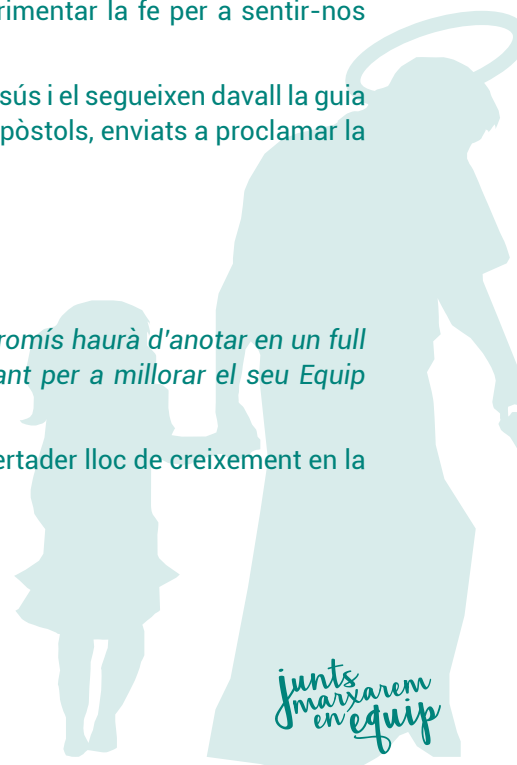 rimentar la fe per a sentir-nos
sús i el segueixen davall la guia
pòstols, enviats a proclamar la
romís haurà d'anotar en un full
ant per a millorar el seu Equip
ertader lloc de creixement en la
junts
marxarem
en equip